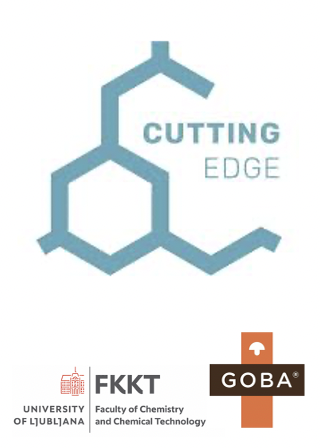 CUTTING
EDGE
FKKT
UNIVERSITY
OF LJUBLJANA
Faculty of Chemistry
and Chemical Technology
GOBA®